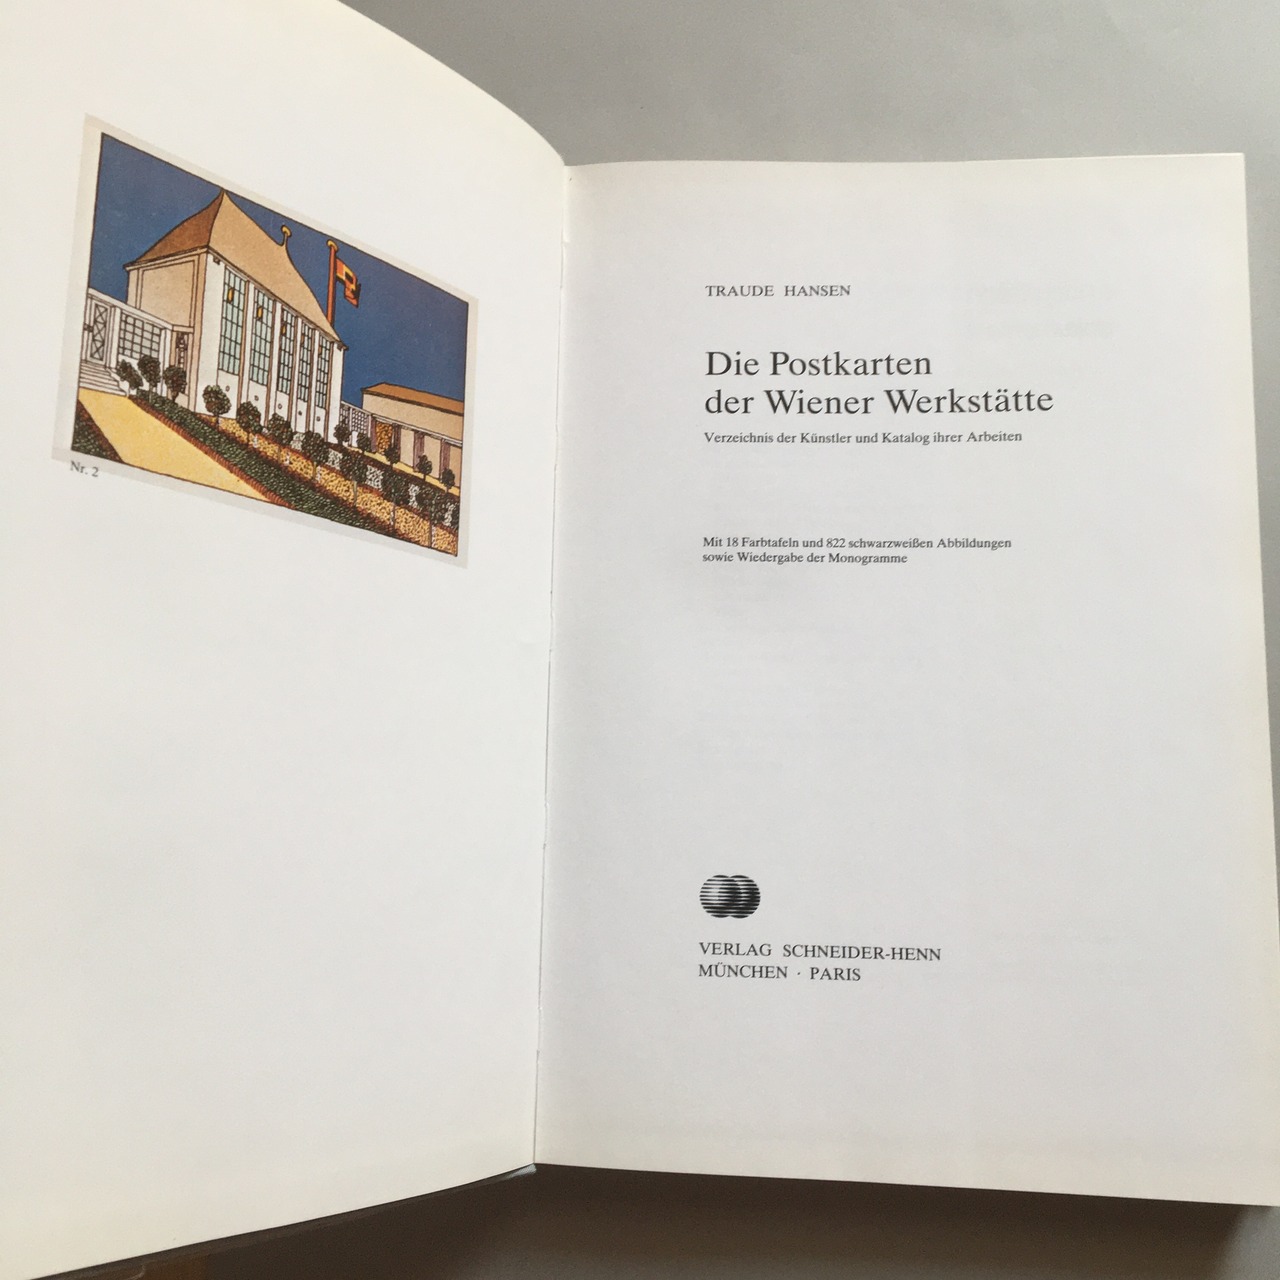 Nr. 2
TRAUDE HANSEN
Die Postkarten
der Wiener Werkstätte
Verzeichnis der Künstler und Katalog ihrer Arbeiten
Mit 18 Farbtafeln und 822 schwarzweißen Abbildungen
sowie Wiedergabe der Monogramme
VERLAG SCHNEIDER-HENN
MÜNCHEN · PARIS